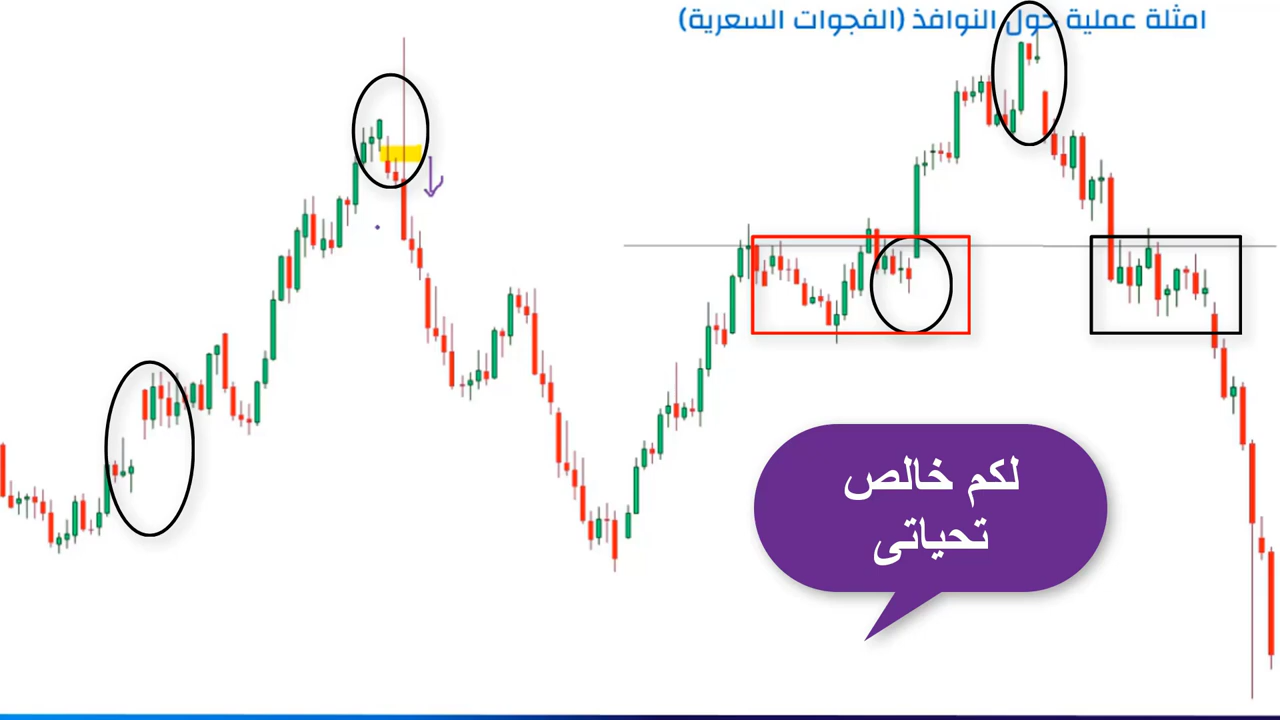 امثلة عملية حول النوافذ (الفجوات السعرية)
لكم خالص
تحياتى